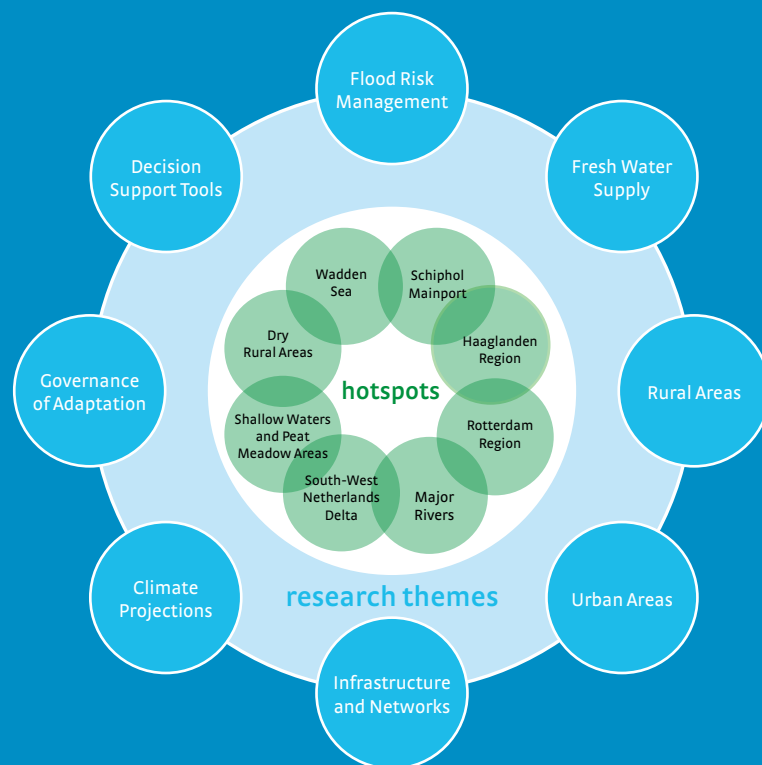 Flood Risk
Management
Decision
Support Tools
Fresh Water
Supply
Wadden
Sea
Schiphol
Mainport
Dry
Rural Areas
Haaglanden
Region
Governance
of Adaptation
hotspots
Rural Areas
Shallow Waters
and Peat
Meadow Areas
Rotterdam
Region
South-West
Netherlands
Delta
Major
Rivers
Climate
Projections
research themes
Urban Areas
Infrastructure
and Networks